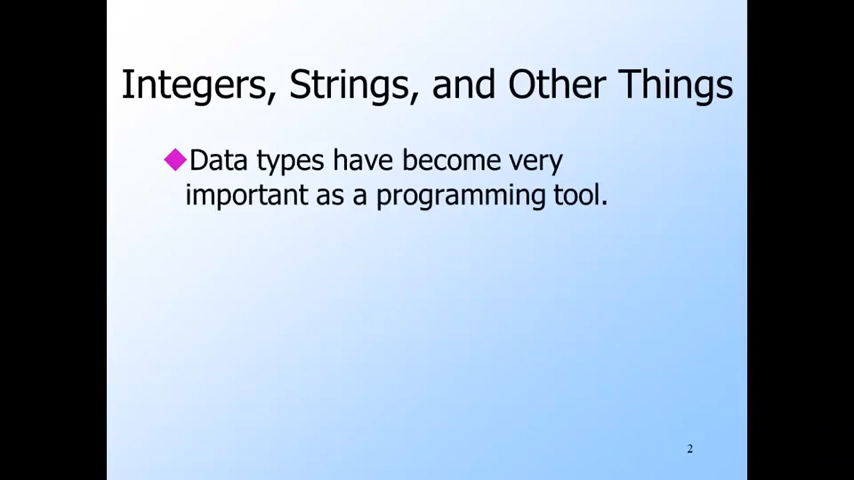 Integers, Strings, and Other Things
Data types have become very
important as a programming tool.
2